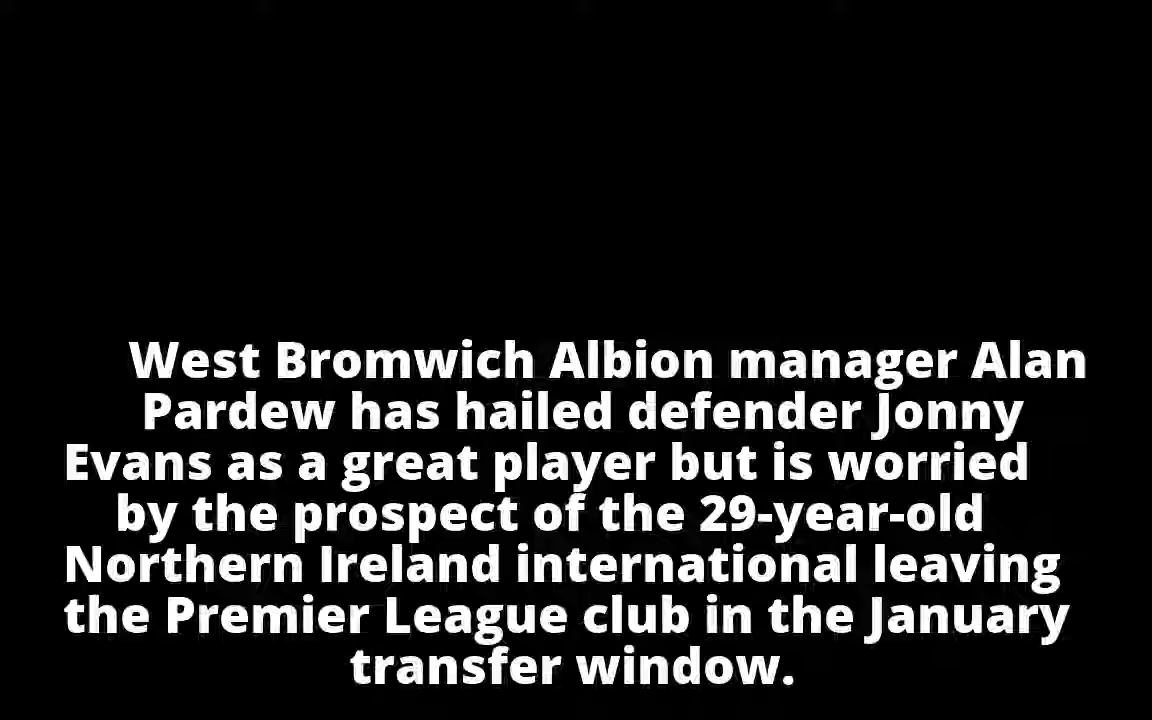 West Bromwich Albion manager Alan
Pardew has hailed defender Jonny
Evans as a great player but is worried
by the prospect of the 29-year-old
Northern Ireland international leaving
the Premier League club in the January
transfer window.